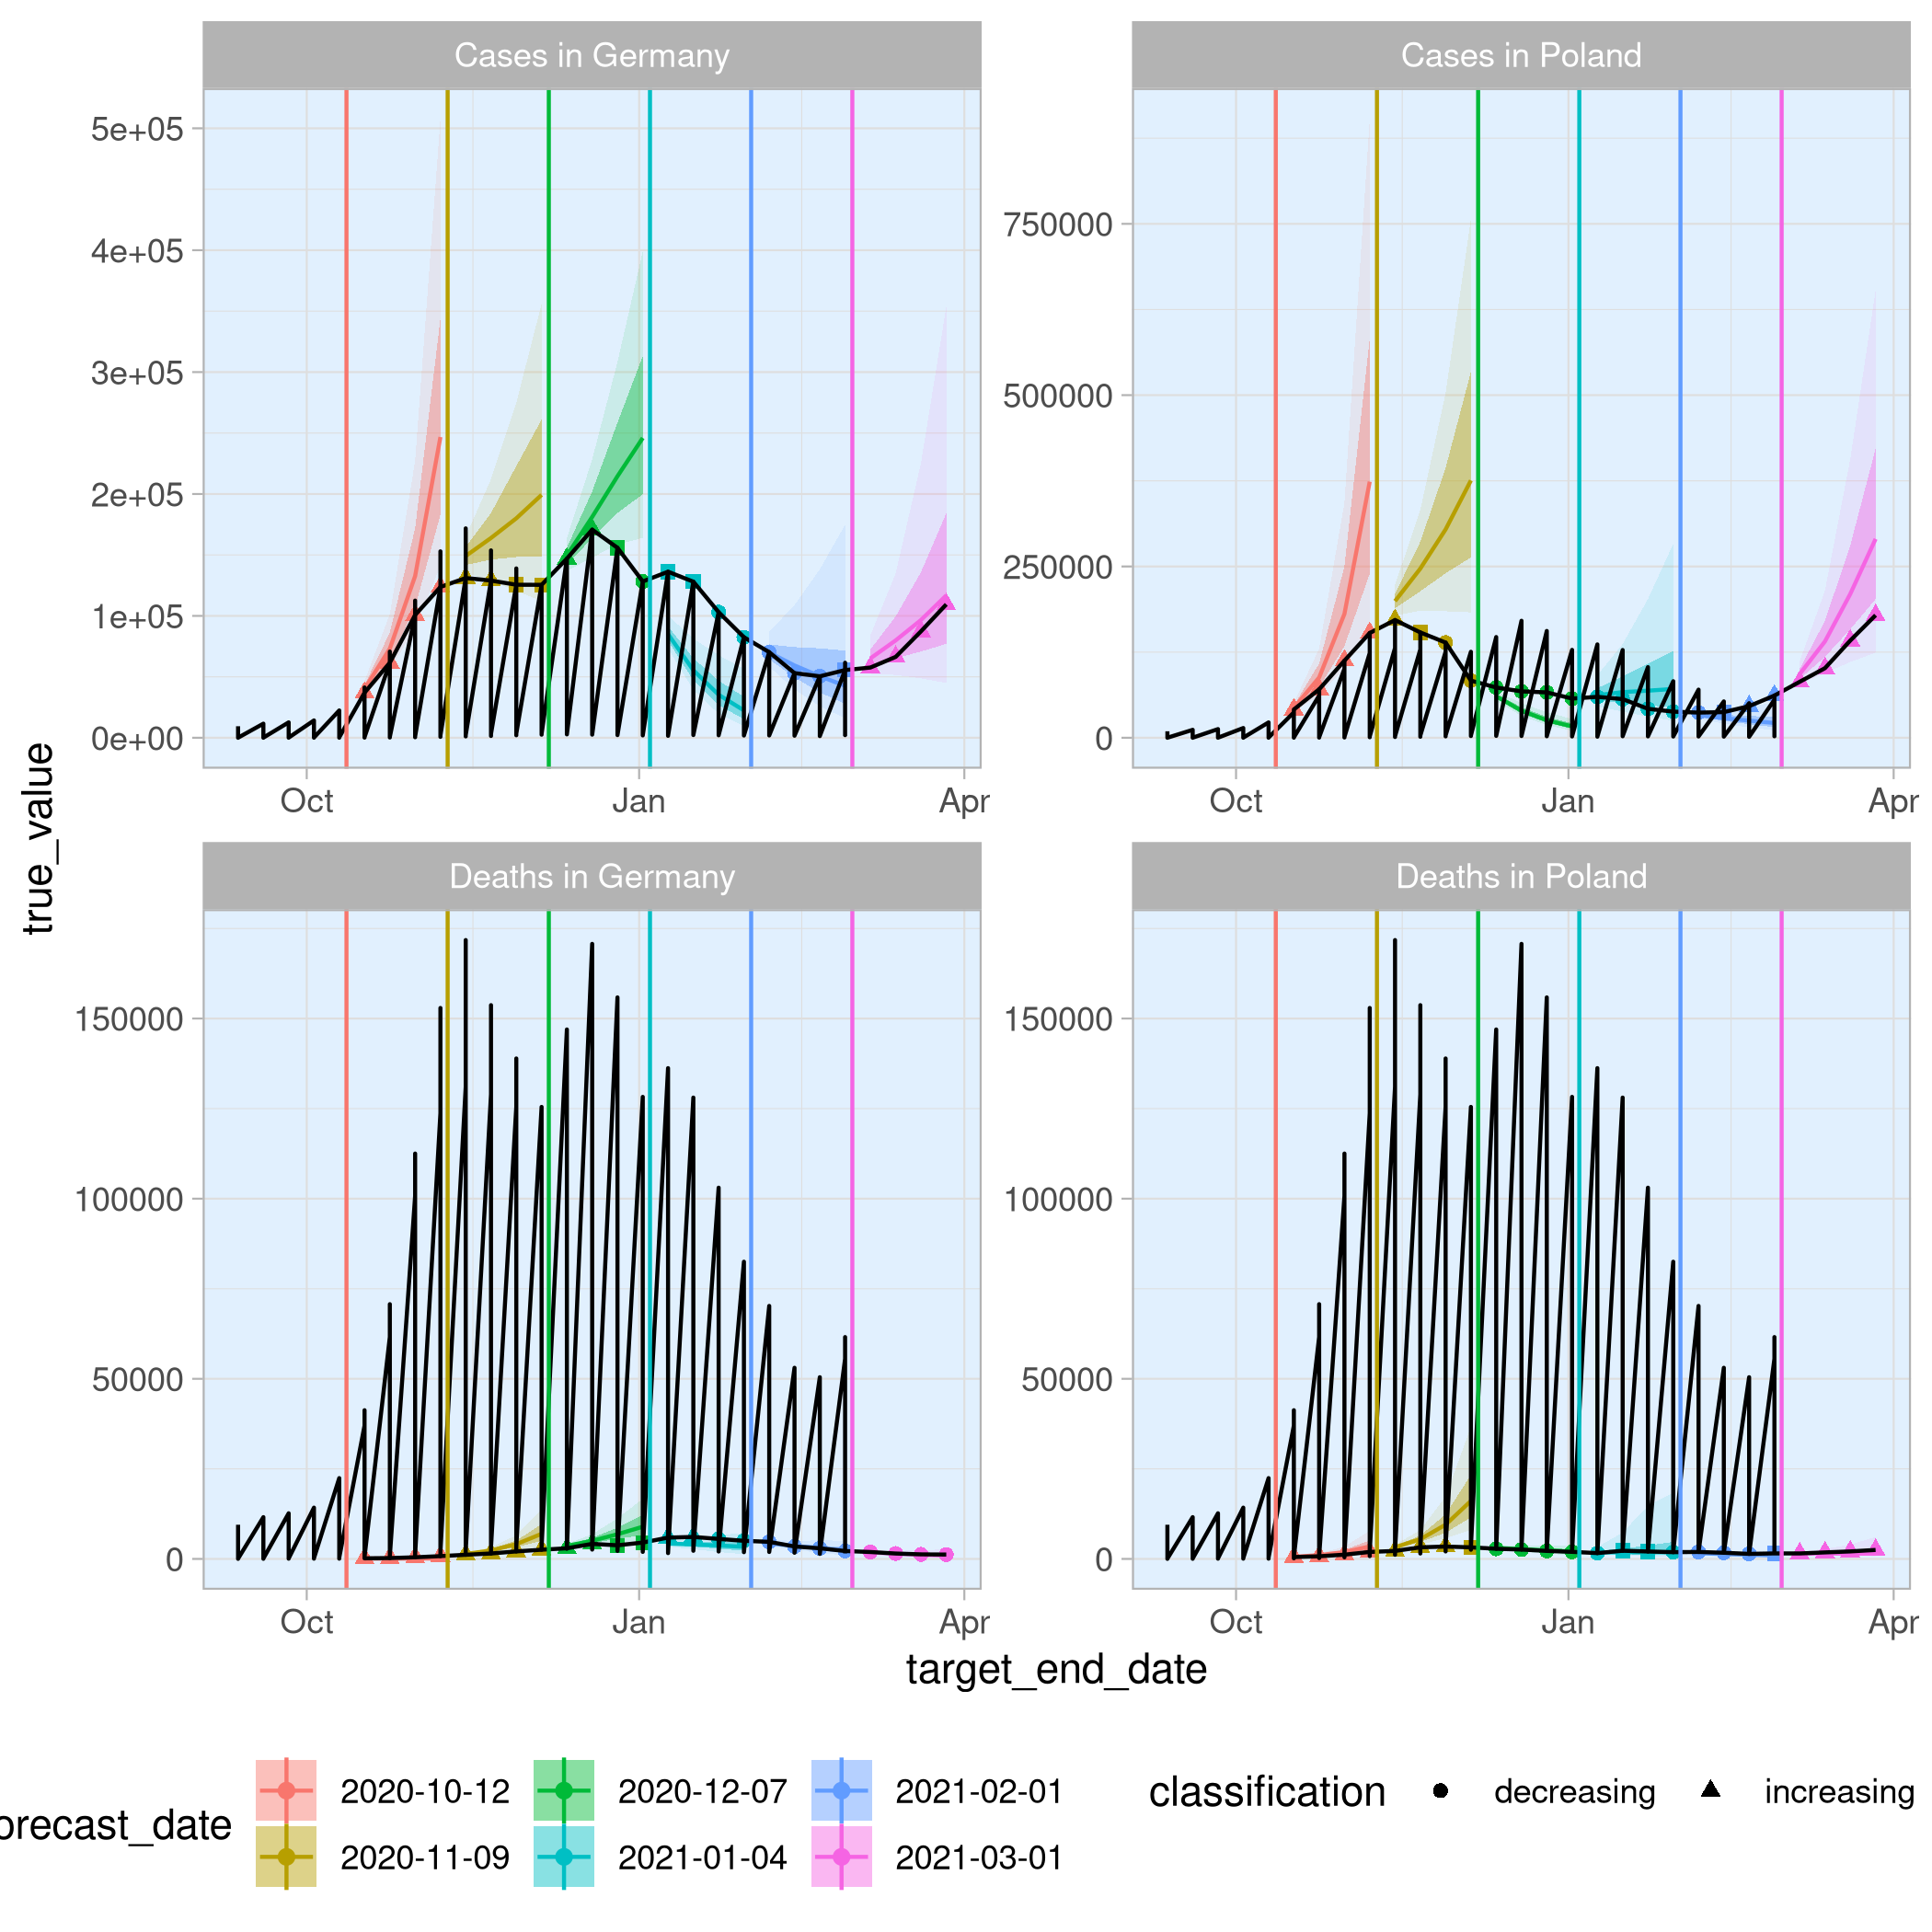 Cases in Germany
Cases in Poland
5e+05
4e+05
3e+05
2e+05
1e+05
0e+00
750000
500000
250000
0
Oct
Jan
Apr
Oct
Jan
Apr
true_value
Deaths in Germany
Deaths in Poland
150000
100000
50000
0
150000
100000
50000
0
Oct
Jan
Apr
Oct
Jan
Apr
target_end_date
orecast_date
2020-10-12
2020-12-07
2021-02-01
2020-11-09
2021-01-04
2021-03-01
classification
decreasing
increasing